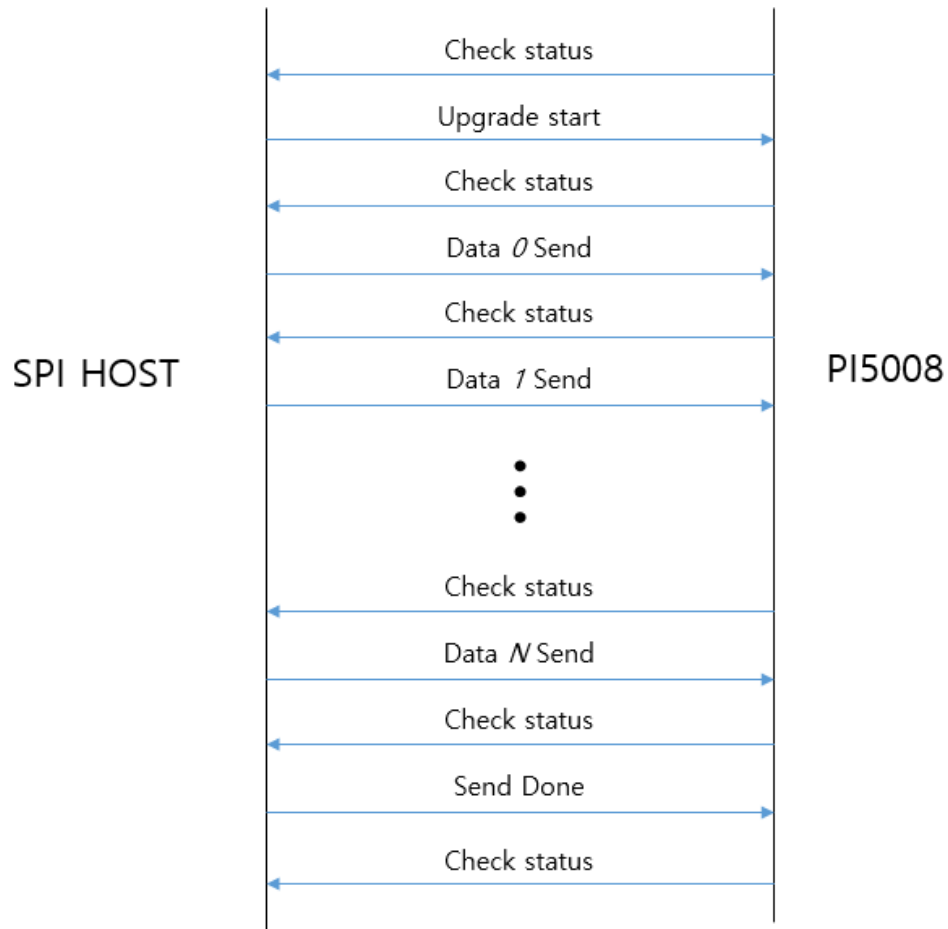 Check status
Upgrade start
Check status
Data 0 Send
Check status
SPI HOST
PI5008
Data 1 Send
Check status
Data N Send
Check status
Send Done
Check status